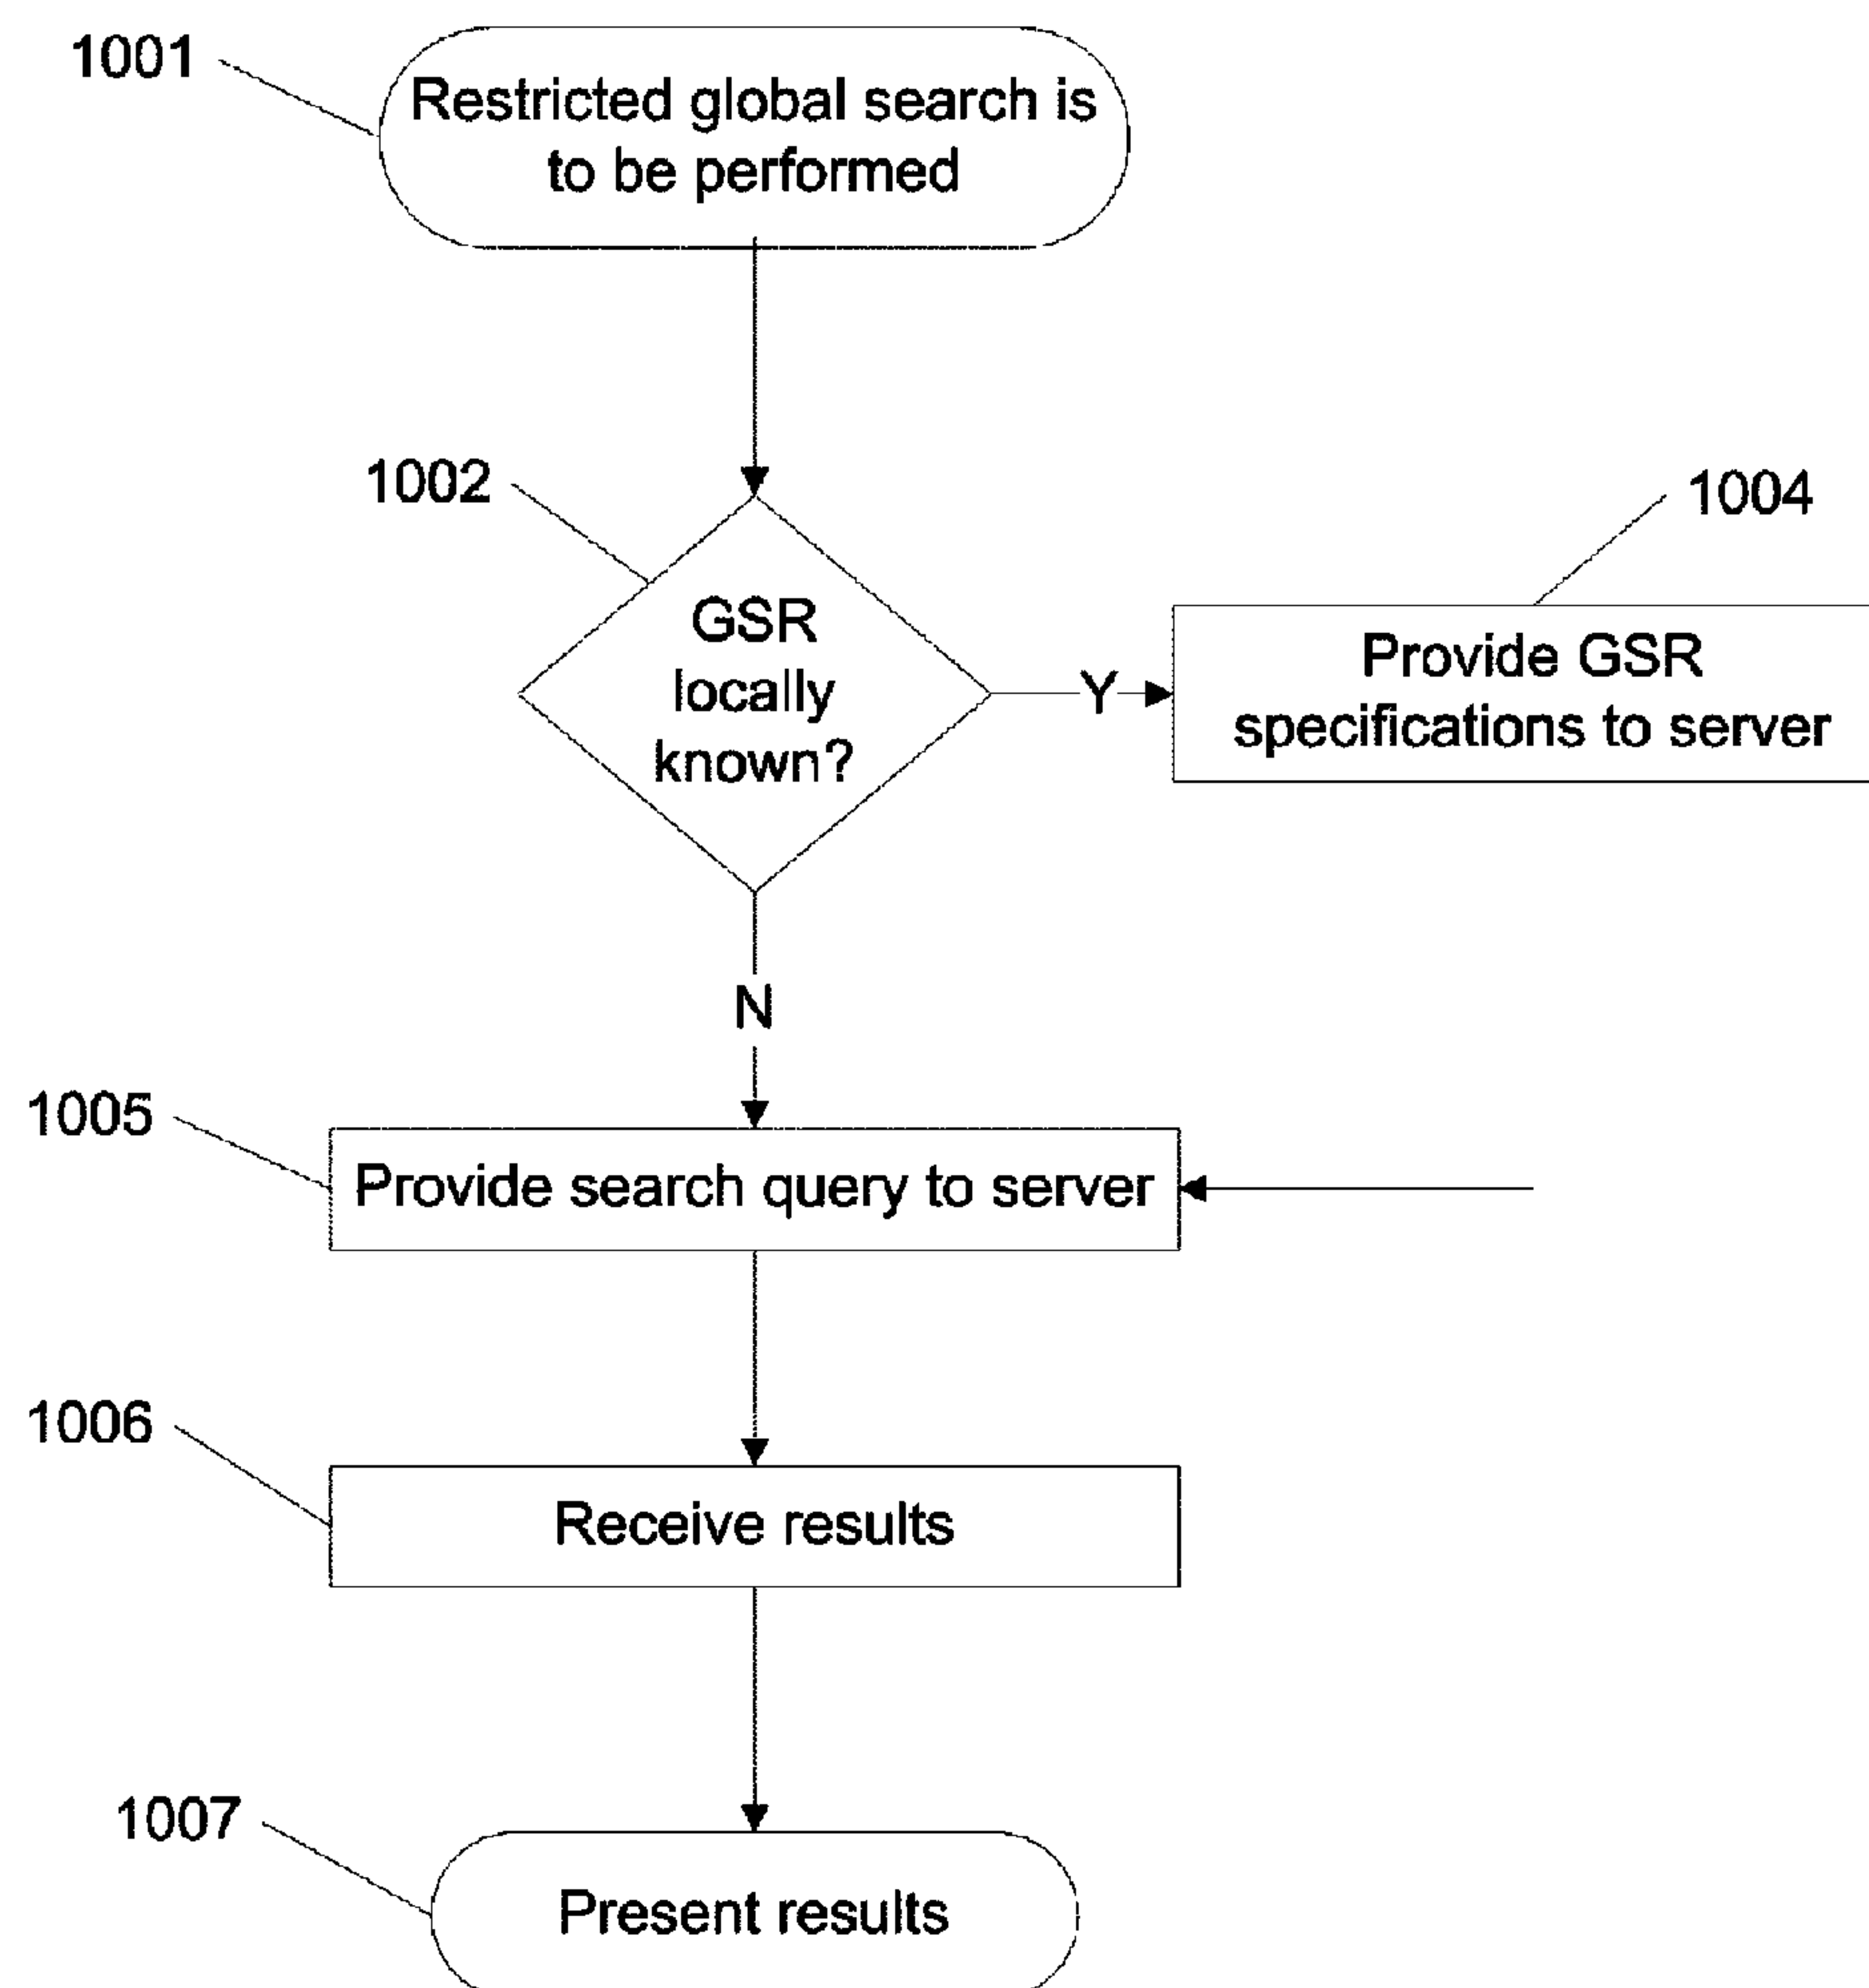 1001
Restricted global search is
to be performed
1002
1004
GSR
locally
known?
Y
Provide GSR
specifications to server
N
1005
Provide search query to server
1006
Receive results
1007
Present results